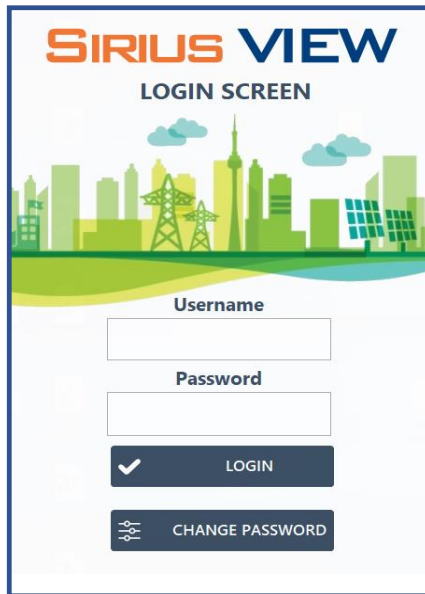 SIRIUS VIEW
LOGIN SCREEN
Username
Password
LOGIN
CHANGE PASSWORD